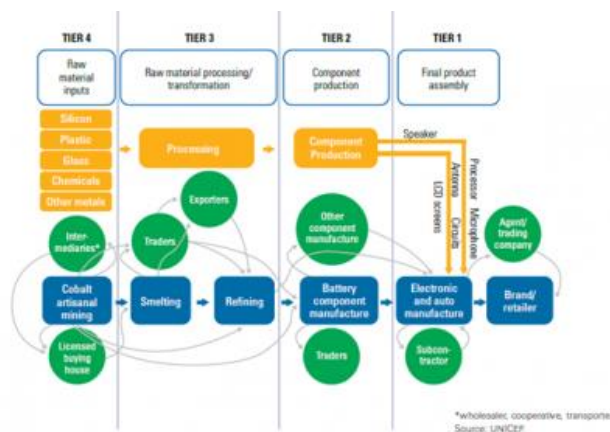 TIER 4
TIER 3
TIER 2
TIER 1
Raw
material
inputs
Raw material processing/
transformation
Component
production
Final product
assembly
Silicon
Plastic
Glass
Chemicals
Other metals
Processing
Component
Production
Speaker
Processor Microphone
Antenna Circuits
LCD screens
Exporters
Inter-
mediaries*
Traders
Other
component
manufacture
Agent/
trading
company
Cobalt
artisanal
mining
Smelting
Refining
Battery
component
manufacture
Electronic
and auto
manufacture
Brand/
retailer
Licensed
buying
house
Traders
Subcon-
tractor
*wholesaler, cooperative, transporte
Source: UNICEF